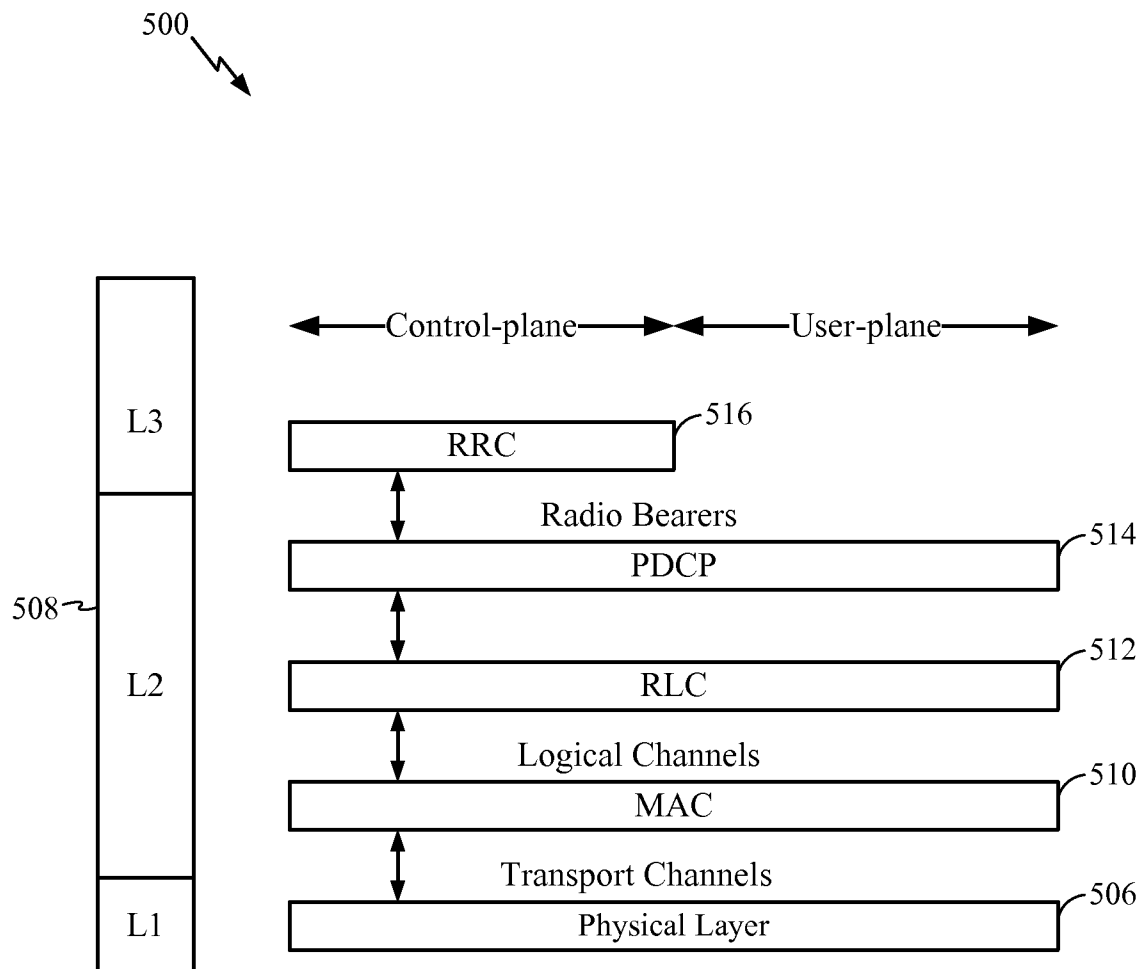 500
Control-plane
User-plane
L3
516
RRC
Radio Bearers
514
PDCP
508
512
L2
RLC
Logical Channels
510
MAC
Transport Channels
506
L1
Physical Layer